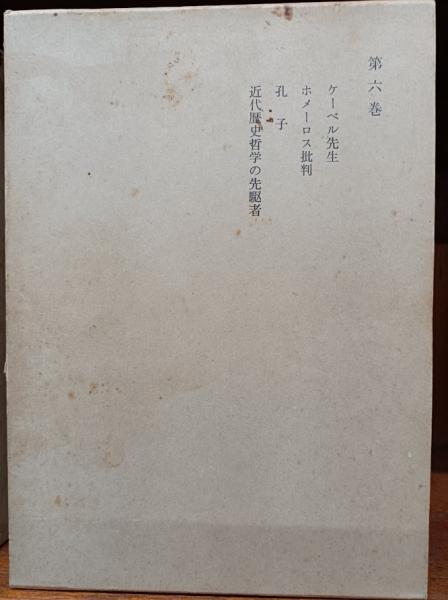 第六巻
ケーベル先生
ホメーロス批判
孔子
近代歴史哲学の先駆者